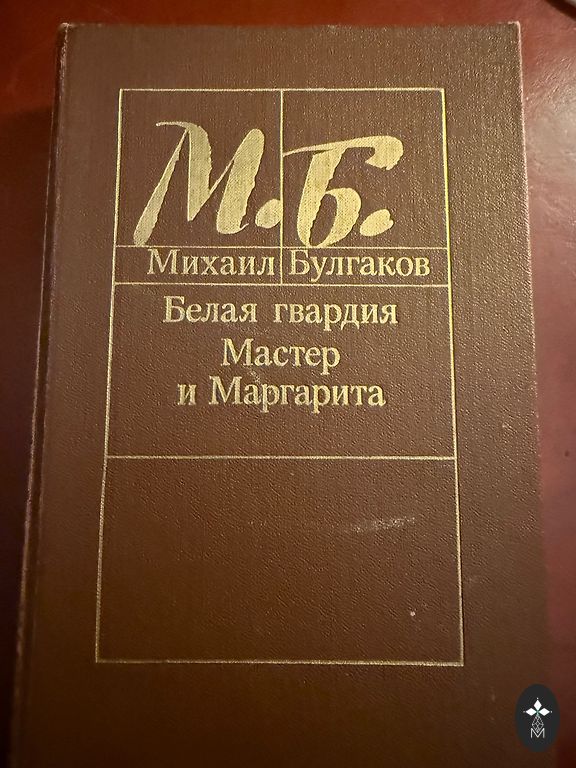 М.Б.
Михаил Булгаков
Белая гвардия
Мастер
и Маргарита